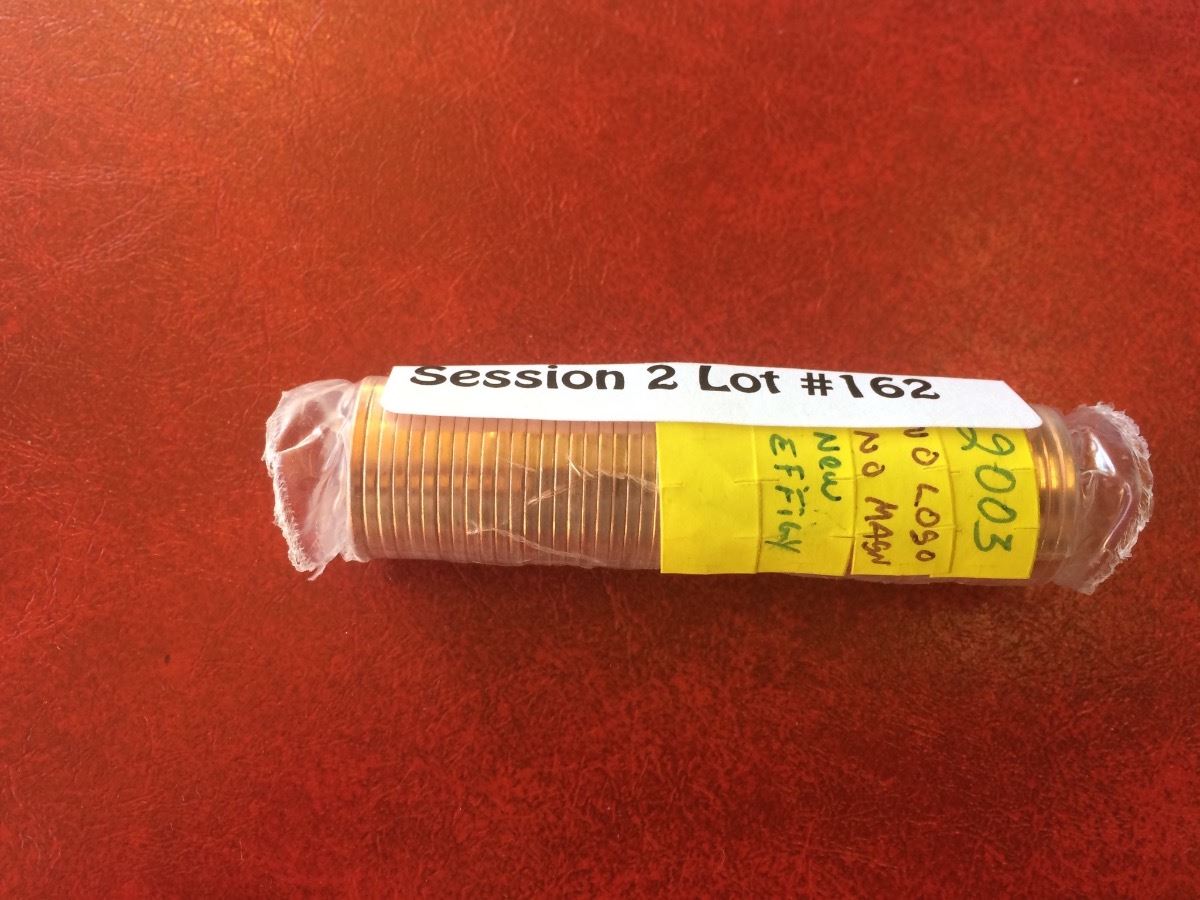 Session 2 Lot #162
2003
NO LOGO
NO MAGN
NEW
EFFIGY